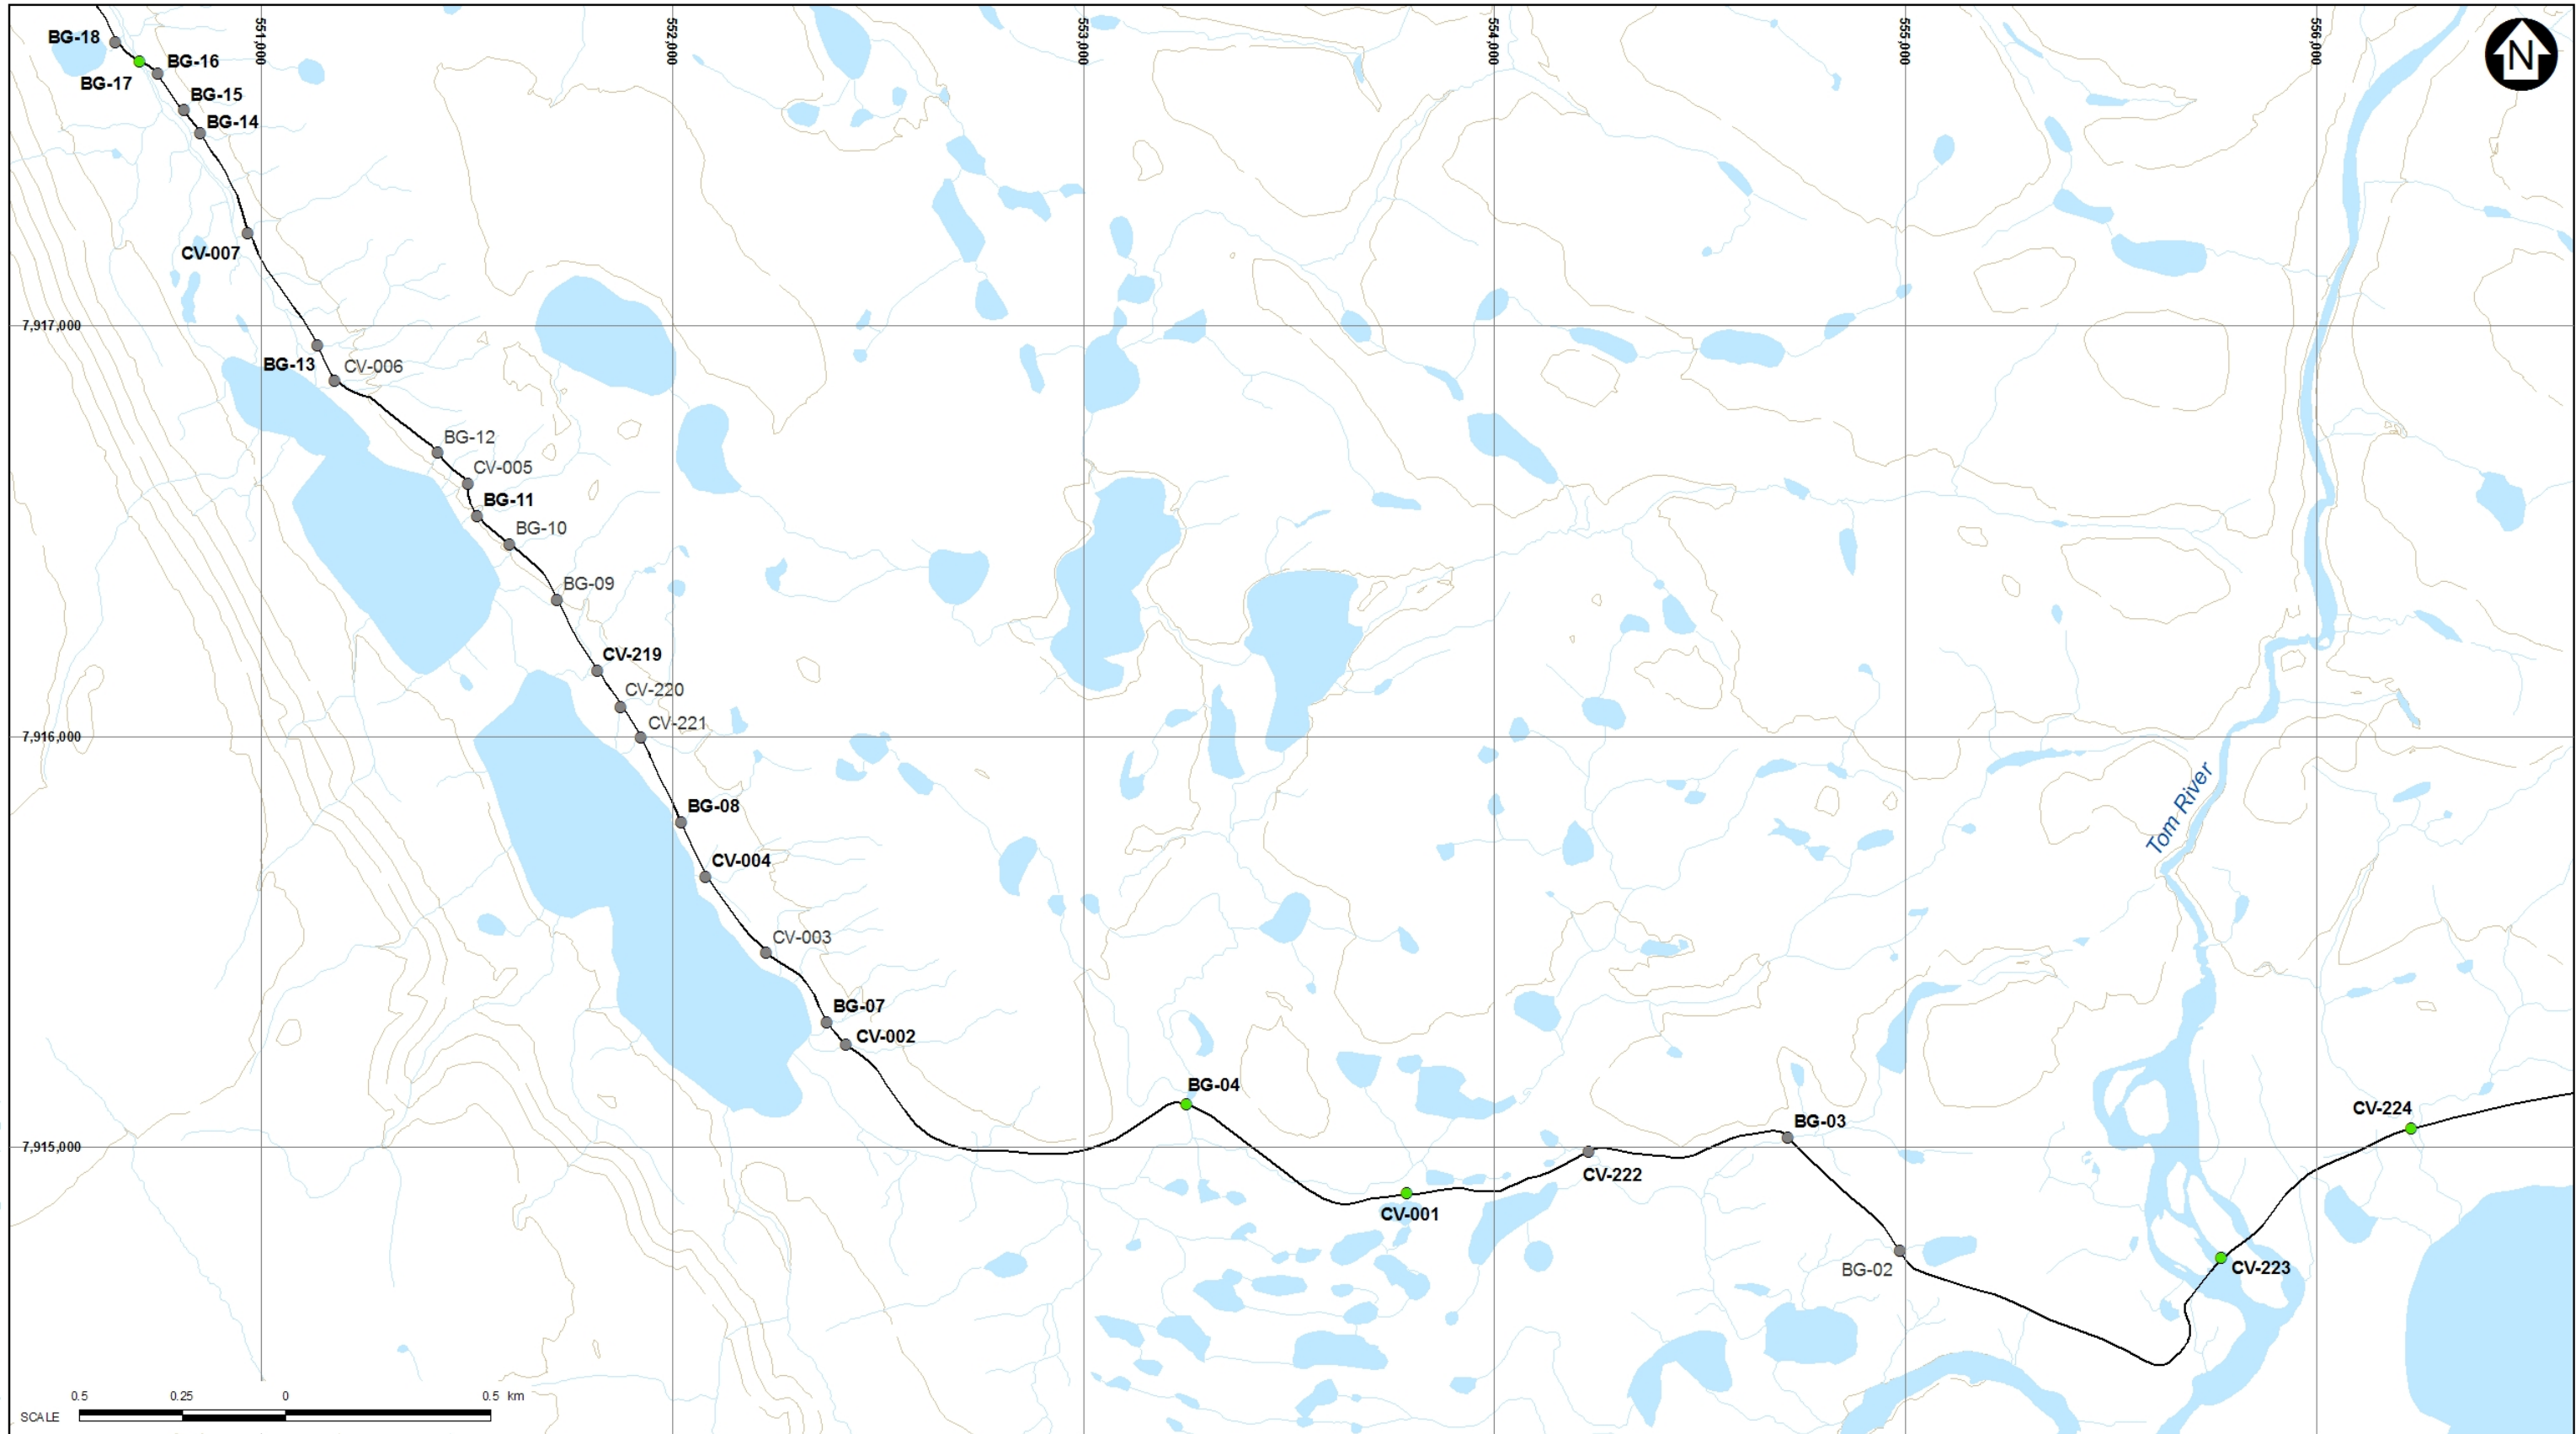 551,000
552,000
553,000
554,000
555,000
556,000
N
BG-18
BG-16
BG-17
BG-15
BG-14
CV-007
7,917,000
BG-13
CV-006
BG-12
CV-005
BG-11
BG-10
BG-09
CV-219
CV-220
CV-221
7,916,000
Tom River
BG-08
CV-004
CV-003
BG-07
CV-002
BG-04
CV-224
BG-03
7,915,000
CV-222
CV-001
CV-223
BG-02
0.5 0.25 0 0.5 km
SCALE